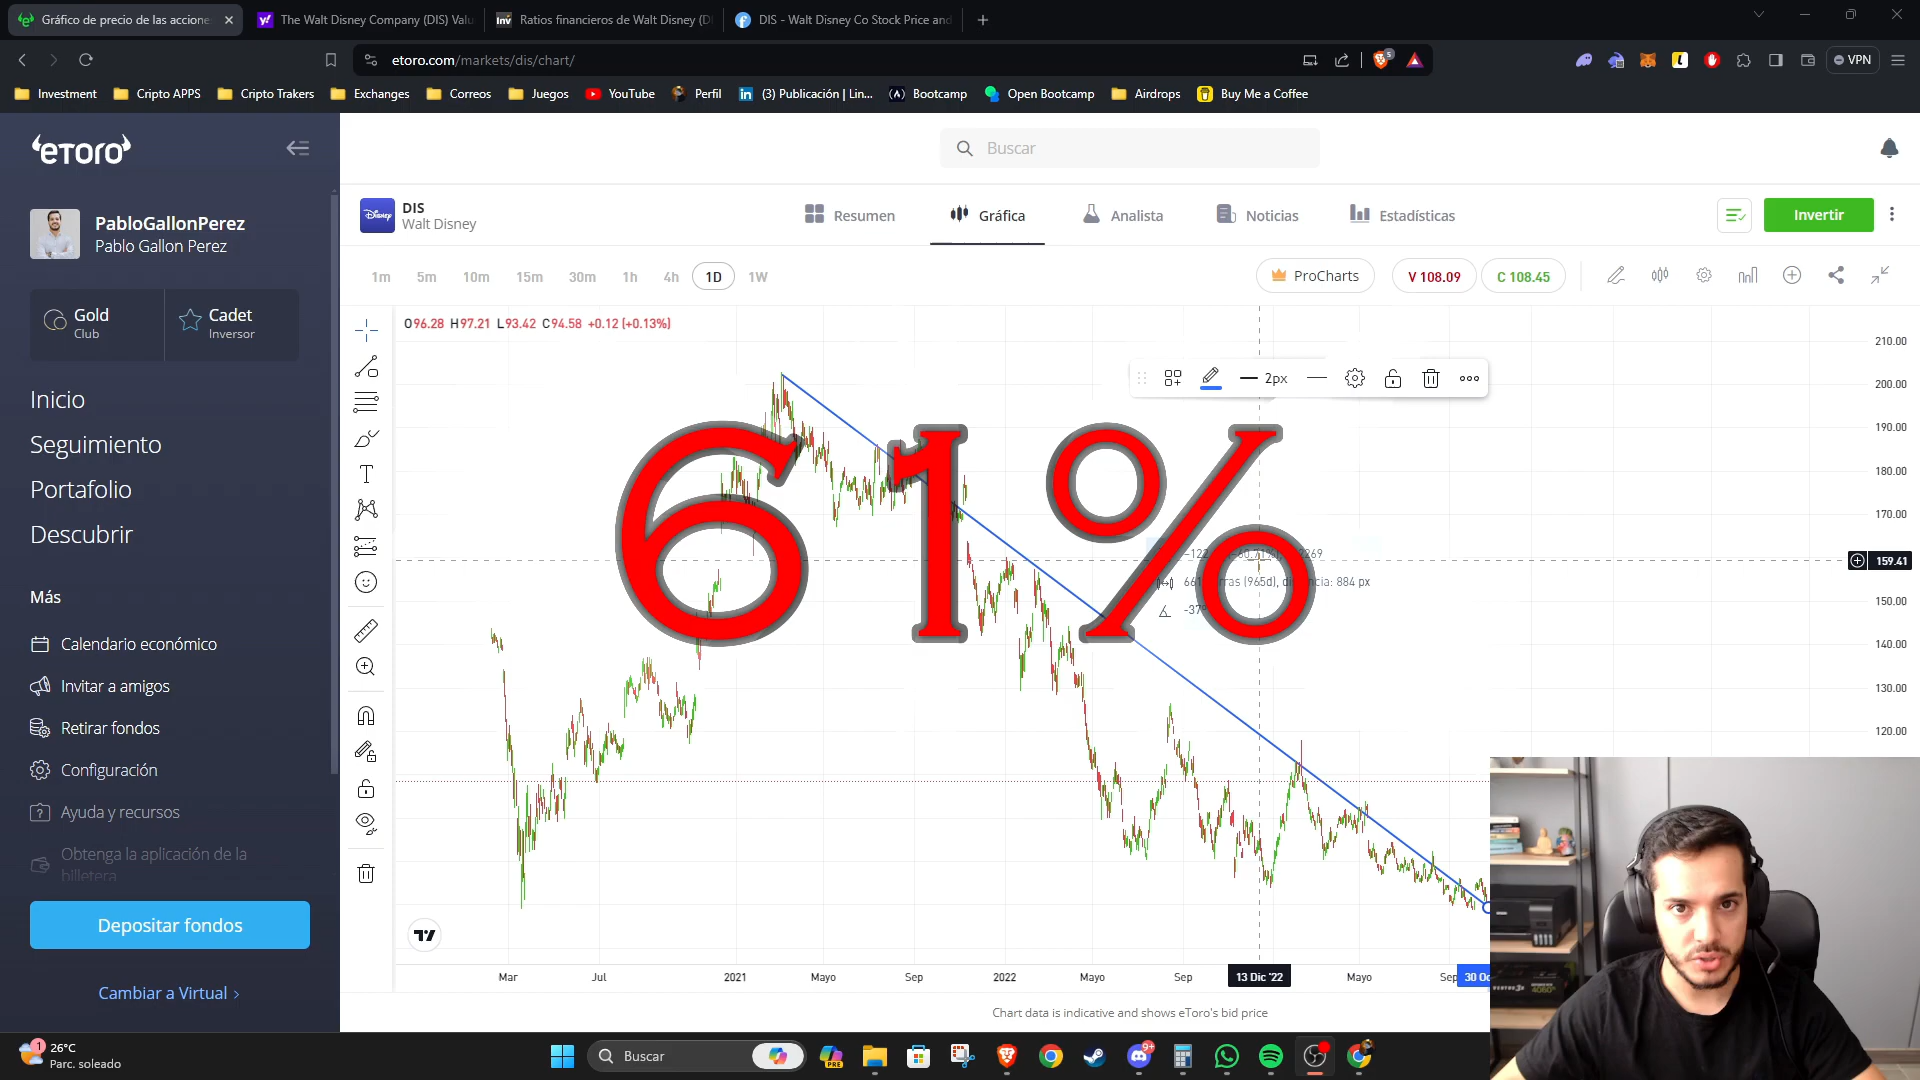 Gráfico de precio de las accione
The Walt Disney Company (DIS) Valu
Ratios financieros de Walt Disney (D
DIS - Walt Disney Co Stock Price and
etoro.com/markets/dis/chart/
VPN
Investment
Cripto APPS
Cripto Trakers
Exchanges
Correos
Juegos
YouTube
Perfil
(3) Publicación | Lin...
Bootcamp
Open Bootcamp
Airdrops
Buy Me a Coffee
eToro
Buscar
PabloGallonPerez
Pablo Gallon Perez
Gold
Club
Cadet
Inversor
Inicio
Seguimiento
Portafolio
Descubrir
Más
Calendario económico
Invitar a amigos
Retirar fondos
Configuración
Ayuda y recursos
Obtenga la aplicación de la
billetera
Depositar fondos
Cambiar a Virtual >
DIS
Walt Disney
Resumen
Gráfica
Analista
Noticias
Estadísticas
Invertir
1m 5m 10m 15m 30m 1h 4h 1D 1W
ProCharts
V 108.09
C 108.45
O96.28 H97.21 L93.42 C94.58 +0.12 (+0.13%)
2px
61%
884 px
210.00
200.00
190.00
180.00
170.00
159.41
150.00
140.00
130.00
120.00
Mar Jul 2021 Mayo Sep 2022 Mayo Sep 13 Dic '22 Mayo Sep
Chart data is indicative and shows eToro's bid price
26°C
Parc. soleado
Buscar